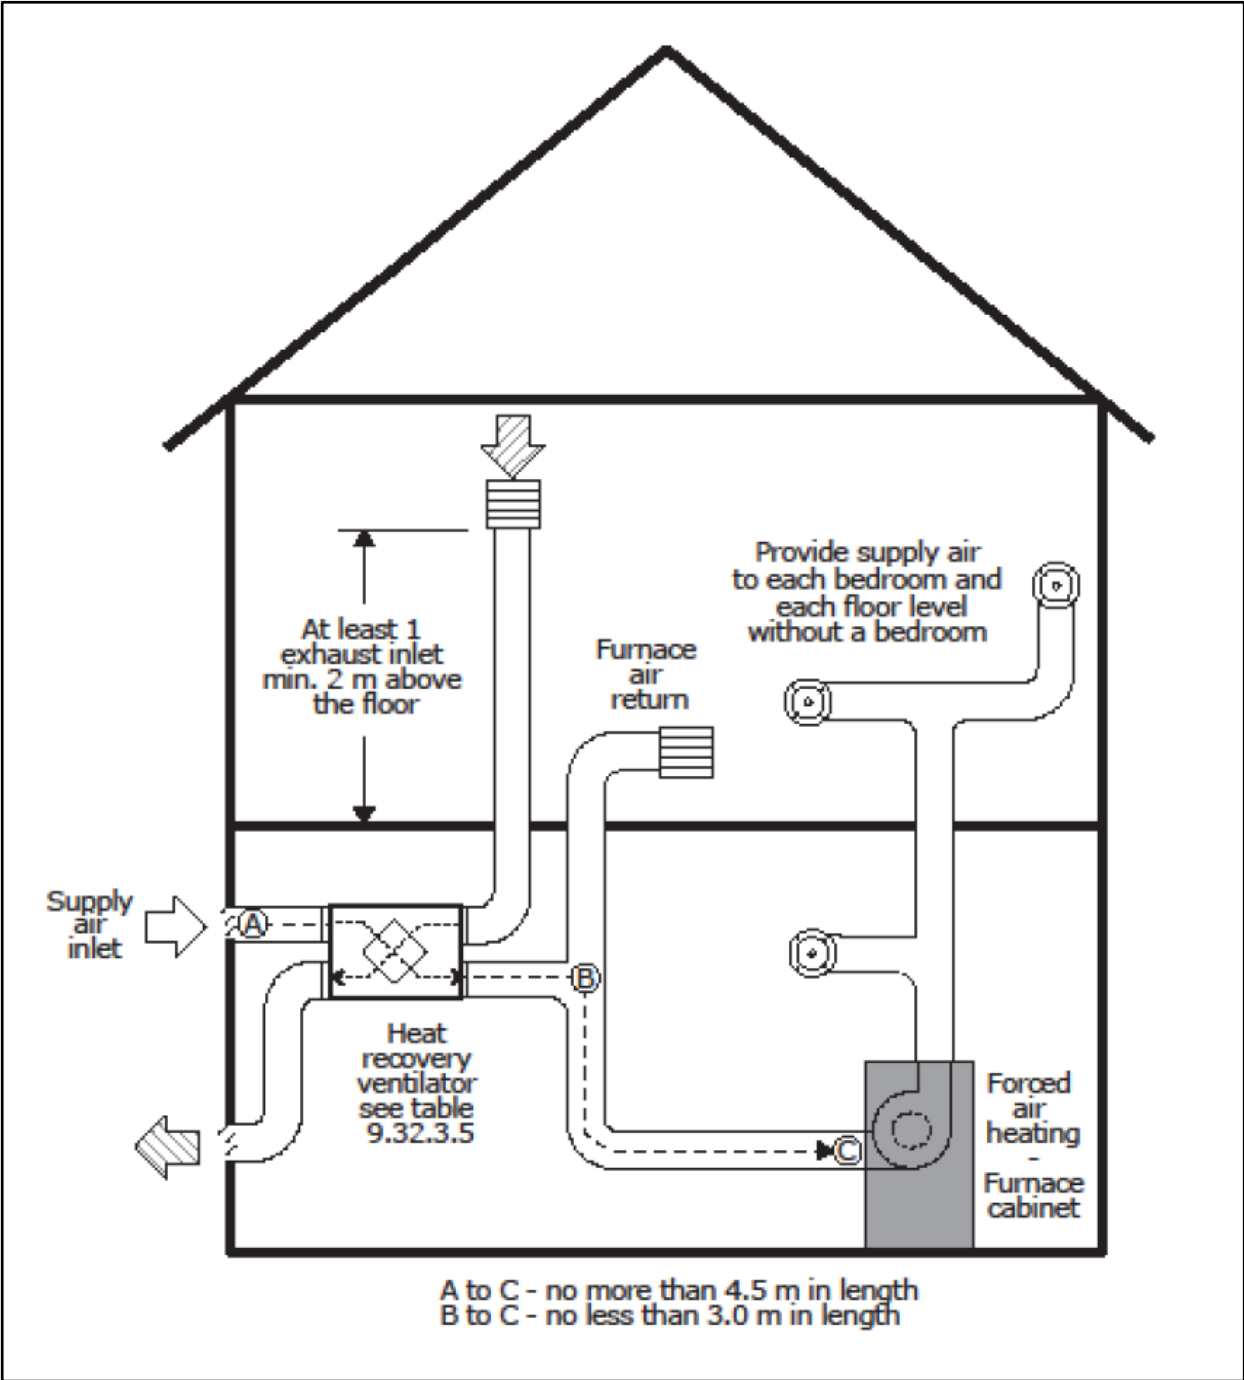 Provide supply air
to each bedroom and
each floor level
without a bedroom
At least 1
exhaust inlet
min. 2 m above
the floor
Furnace
air
return
Supply
air
inlet
A
B
Heat
recovery
ventilator
see table
9.32.3.5
C
Forced
air
heating
-
Furnace
cabinet
A to C - no more than 4.5 m in length
B to C - no less than 3.0 m in length